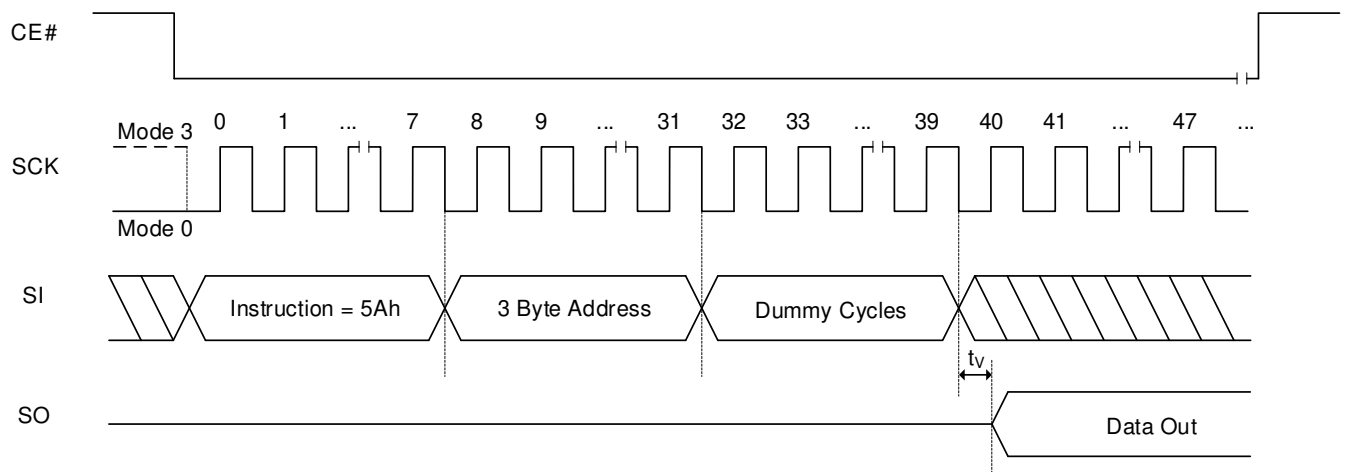 CE#
Mode 3 0 1 ... 7 8 9 ... 31 32 33 ... 39 40 41 ... 47 ...
SCK
Mode 0
SI Instruction = 5Ah 3 Byte Address Dummy Cycles
tV
SO Data Out